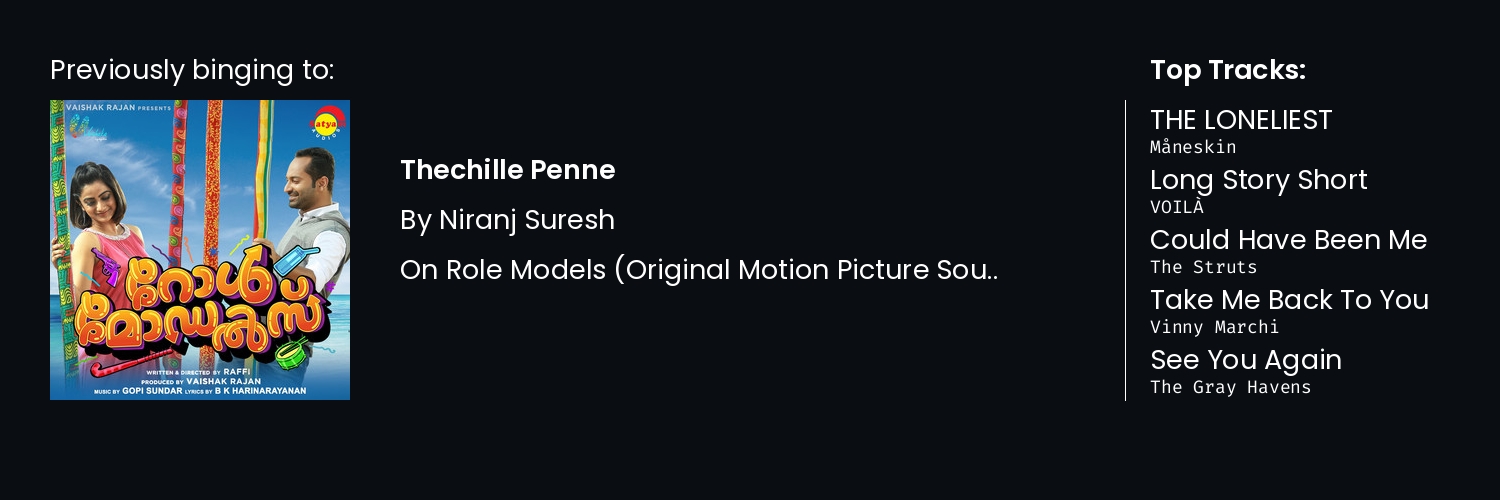 Previously binging to:
VAISHAK RAJAN PRESENTS
Satya
AUDIOS
റോൾ
മോഡൽസ്
WRITTEN & DIRECTED BY RAFFI
PRODUCED BY VAISHAK RAJAN
MUSIC BY GOPI SUNDAR LYRICS BY B K HARINARAYANAN
Thechille Penne
By Niranj Suresh
On Role Models (Original Motion Picture Sou..
Top Tracks:
THE LONELIEST
Måneskin
Long Story Short
VOILÀ
Could Have Been Me
The Struts
Take Me Back To You
Vinny Marchi
See You Again
The Gray Havens